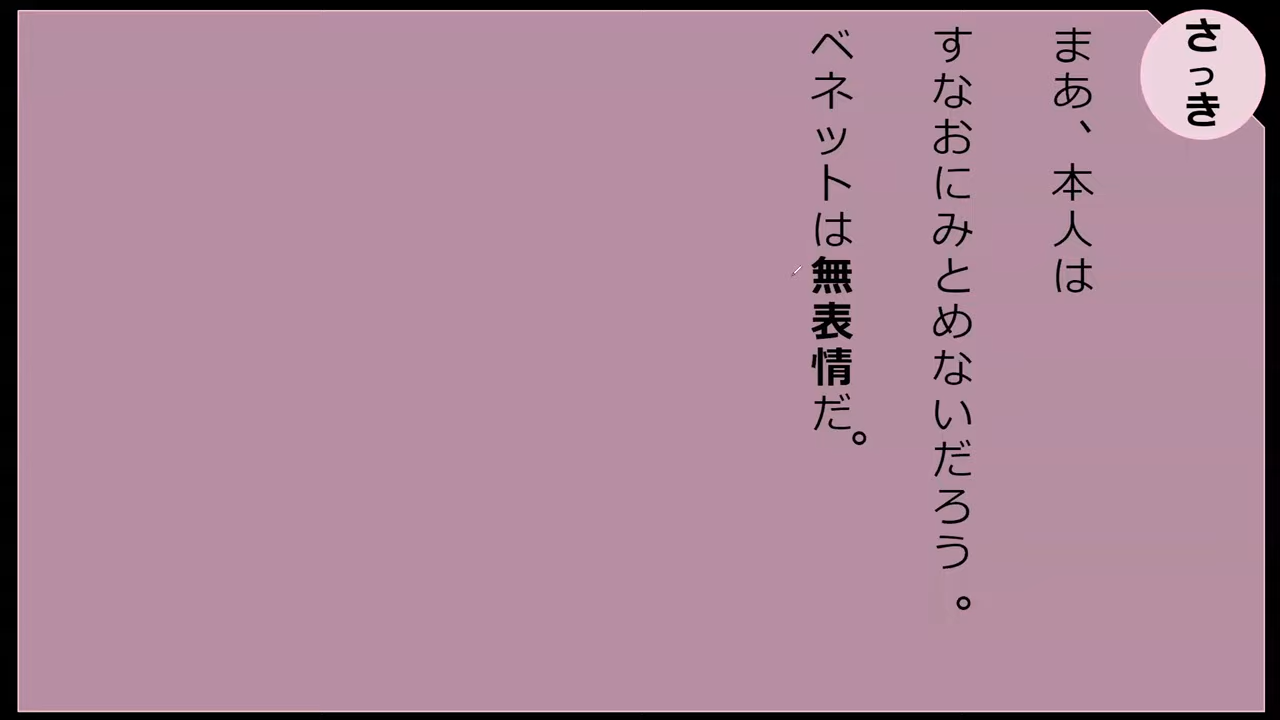 さっき
まあ、本人は
すなおにみとめないだろう。
ベネットは無表情だ。